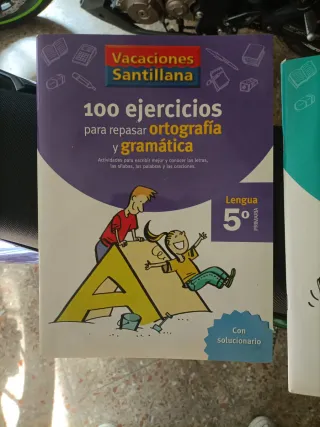 Vacaciones
Santillana
100 ejercicios
para repasar ortografía
y gramática
Actividades para escribir mejor y conocer las letras,
las sílabas, las palabras y las oraciones.
Lengua
5º
PRIMARIA
A
Con
solucionario